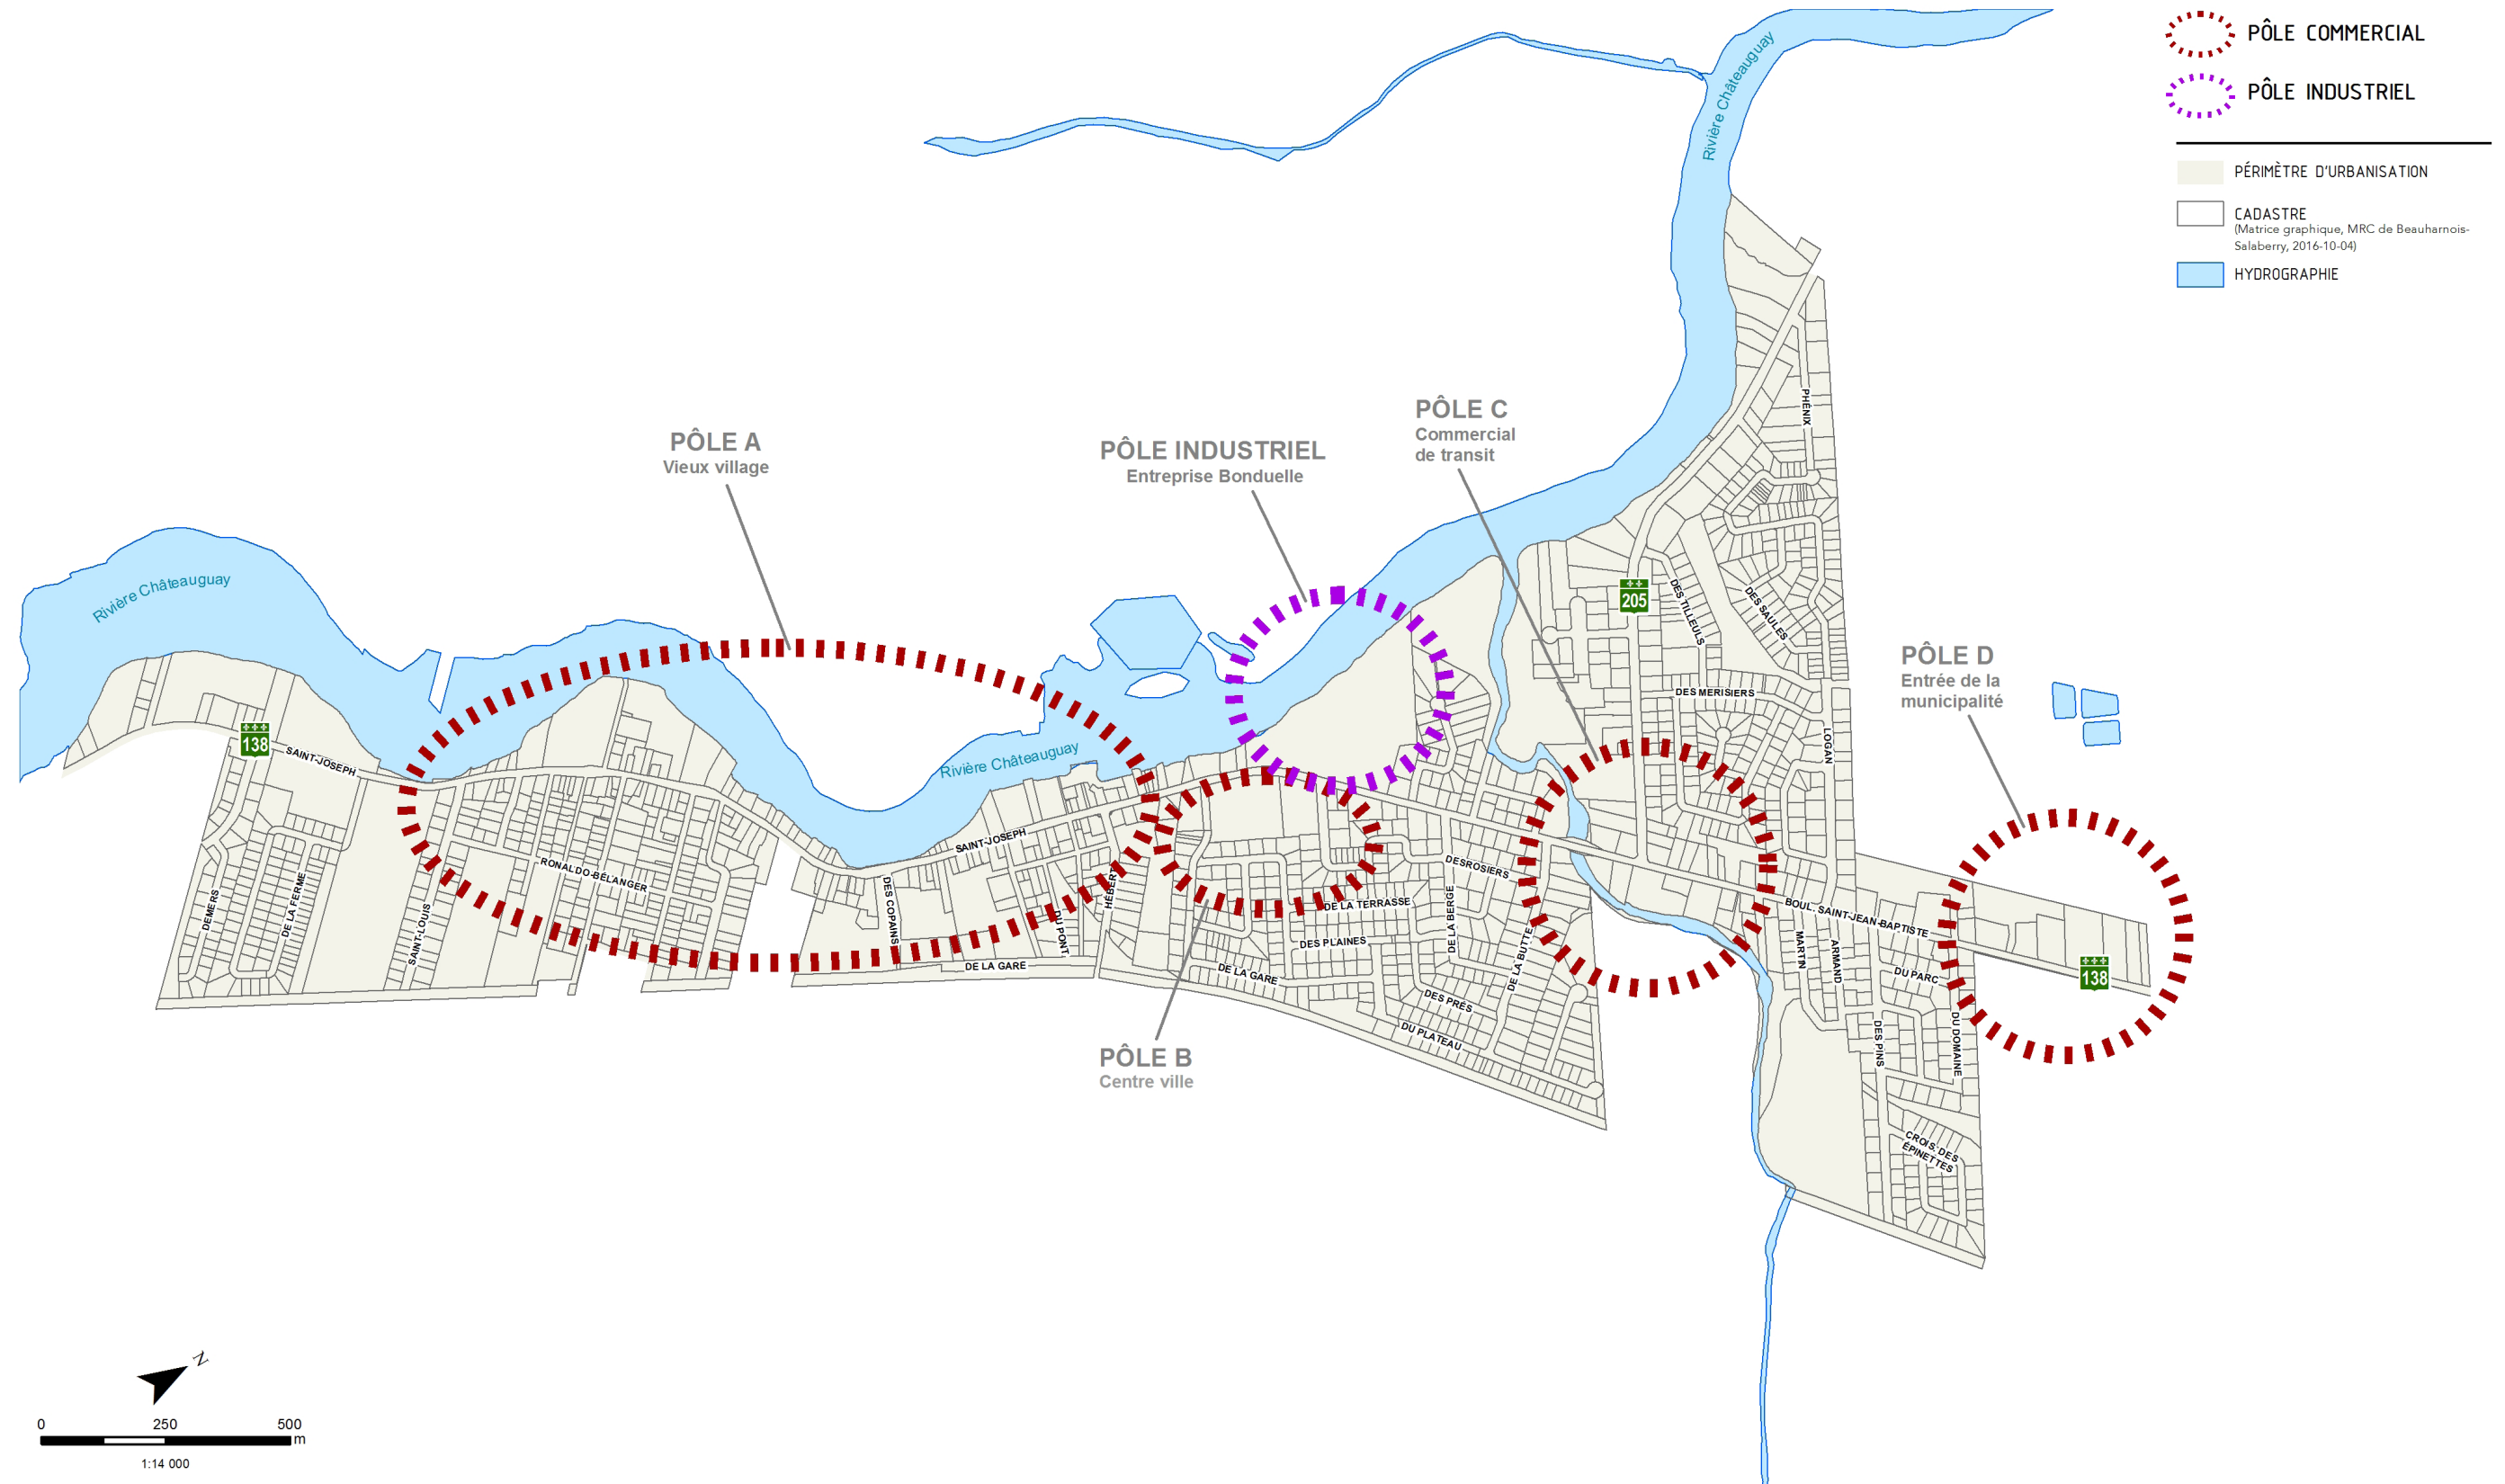 PÔLE COMMERCIAL
PÔLE INDUSTRIEL
PÉRIMÈTRE D'URBANISATION
CADASTRE
(Matrice graphique, MRC de Beauharnois-
Salaberry, 2016-10-04)
HYDROGRAPHIE
Rivière Châteauguay
PHÉNIX
PÔLE A
Vieux village
PÔLE INDUSTRIEL
Entreprise Bonduelle
PÔLE C
Commercial
de transit
Rivière Châteauguay
205
DES TILLEULS
DES SAULES
PÔLE D
Entrée de la
municipalité
DES MERISIERS
LOGAN
138
SAINT-JOSEPH
Rivière Châteauguay
SAINT-JOSEPH
RONALDO-BÉLANGER
DEMERS
DE LA FERME
SAINT-LOUIS
DES COPAINS
DU PONT
HÉBERT
DE LA GARE
DESROSIERS
DE LA TERRASSE
DE LA BERGE
DES PLAINES
DE LA GARE
DE LA BUTTE
DES PRÉS
DU PLATEAU
BOUL. SAINT-JEAN-BAPTISTE
MARTIN
ARMAND
DU PARC
138
DES PINS
DU DOMAINE
PÔLE B
Centre ville
CROIS. DES
ÉPINETTES
N
0 250 500
m
1:14 000